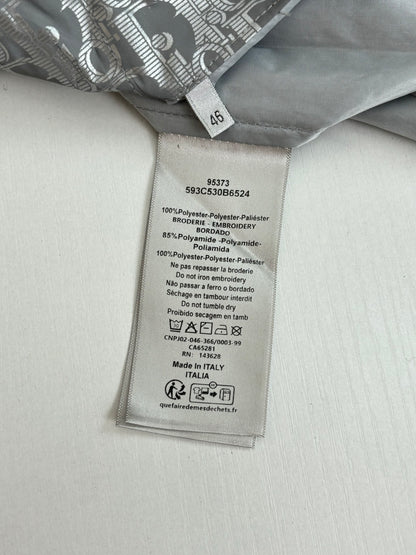 46
95373
593C530B6524
100%Polyester-Polyester-Paliéster
BRODERIE - EMBROIDERY
BORDADO
85%Polyamide -Polyamide-
Poliamida
100%Polyester-Polyester-Paliéster
Ne pas repasser la broderie
Do not iron embroidery
Não passar a ferro o bordado
Séchage en tambour interdit
Do not tumble dry
Proibido secagem en tamb
CNPJ02-046-366/0003-99
CA65281
RN: 143628
Made In ITALY
ITALIA
quefairedemesdechets.fr